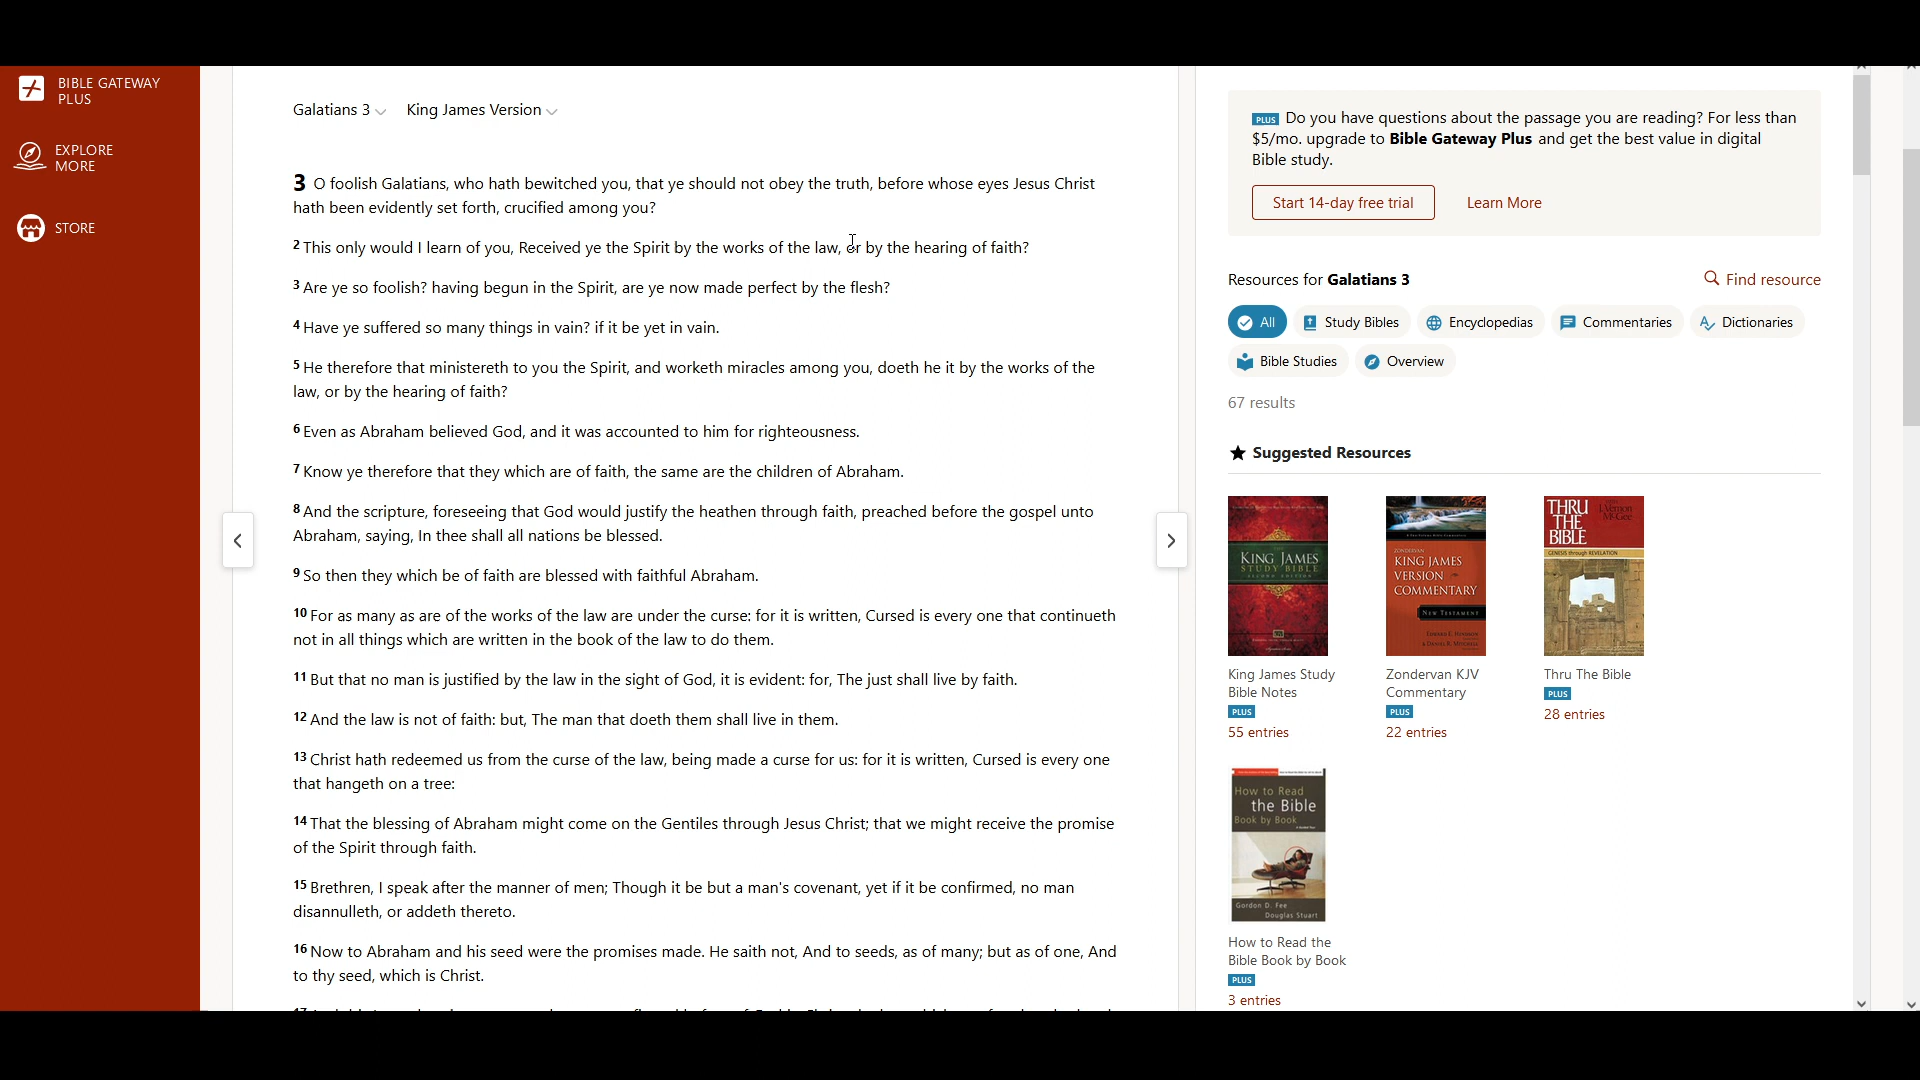 BIBLE GATEWAY
PLUS
EXPLORE
MORE
STORE
Galatians 3 King James Version
3 O foolish Galatians, who hath bewitched you, that ye should not obey the truth, before whose eyes Jesus Christ
hath been evidently set forth, crucified among you?
2 This only would I learn of you, Received ye the Spirit by the works of the law, or by the hearing of faith?
3 Are ye so foolish? having begun in the Spirit, are ye now made perfect by the flesh?
4 Have ye suffered so many things in vain? if it be yet in vain.
5 He therefore that ministereth to you the Spirit, and worketh miracles among you, doeth he it by the works of the
law, or by the hearing of faith?
6 Even as Abraham believed God, and it was accounted to him for righteousness.
7 Know ye therefore that they which are of faith, the same are the children of Abraham.
8 And the scripture, foreseeing that God would justify the heathen through faith, preached before the gospel unto
Abraham, saying, In thee shall all nations be blessed.
9 So then they which be of faith are blessed with faithful Abraham.
10 For as many as are of the works of the law are under the curse: for it is written, Cursed is every one that continueth
not in all things which are written in the book of the law to do them.
11 But that no man is justified by the law in the sight of God, it is evident: for, The just shall live by faith.
12 And the law is not of faith: but, The man that doeth them shall live in them.
13 Christ hath redeemed us from the curse of the law, being made a curse for us: for it is written, Cursed is every one
that hangeth on a tree:
14 That the blessing of Abraham might come on the Gentiles through Jesus Christ; that we might receive the promise
of the Spirit through faith.
15 Brethren, I speak after the manner of men; Though it be but a man's covenant, yet if it be confirmed, no man
disannulleth, or addeth thereto.
16 Now to Abraham and his seed were the promises made. He saith not, And to seeds, as of many; but as of one, And
to thy seed, which is Christ.
PLUS Do you have questions about the passage you are reading? For less than
$5/mo. upgrade to Bible Gateway Plus and get the best value in digital
Bible study.
Start 14-day free trial Learn More
Resources for Galatians 3 Find resource
All Study Bibles Encyclopedias Commentaries Dictionaries
Bible Studies Overview
67 results
Suggested Resources
KING JAMES
STUDY BIBLE
SECOND EDITION
ZONDERVAN
KING JAMES
VERSION
COMMENTARY
NEW TESTAMENT
THRU
THE
BIBLE
J. Vernon
McGee
GENESIS through REVELATION
King James Study
Bible Notes
PLUS
55 entries
Zondervan KJV
Commentary
PLUS
22 entries
Thru The Bible
PLUS
28 entries
How to Read
the Bible
Book by Book
Gordon D. Fee
Douglas Stuart
How to Read the
Bible Book by Book
PLUS
3 entries